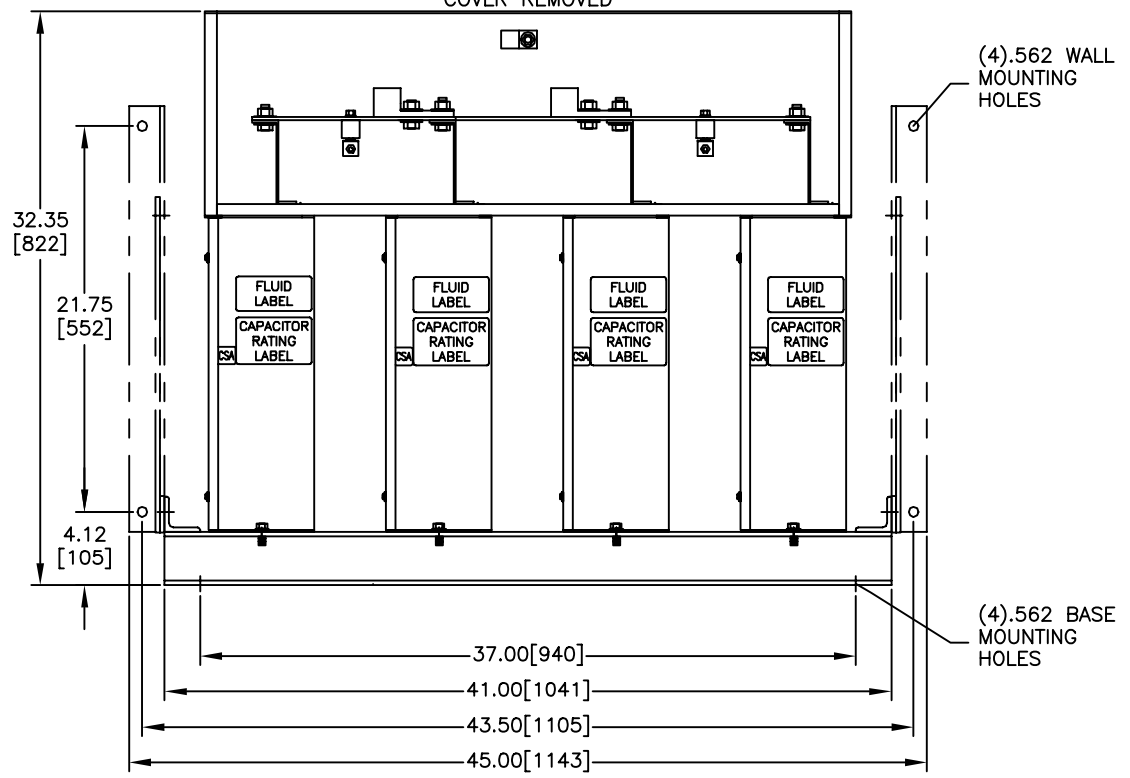 COVER REMOVED
(4).562 WALL
MOUNTING
HOLES
32.35
[822]
21.75
[552]
4.12
[105]
FLUID
LABEL
CAPACITOR
RATING
LABEL
CSA
FLUID
LABEL
CAPACITOR
RATING
LABEL
CSA
FLUID
LABEL
CAPACITOR
RATING
LABEL
CSA
FLUID
LABEL
CAPACITOR
RATING
LABEL
CSA
(4).562 BASE
MOUNTING
HOLES
37.00[940]
41.00[1041]
43.50[1105]
45.00[1143]